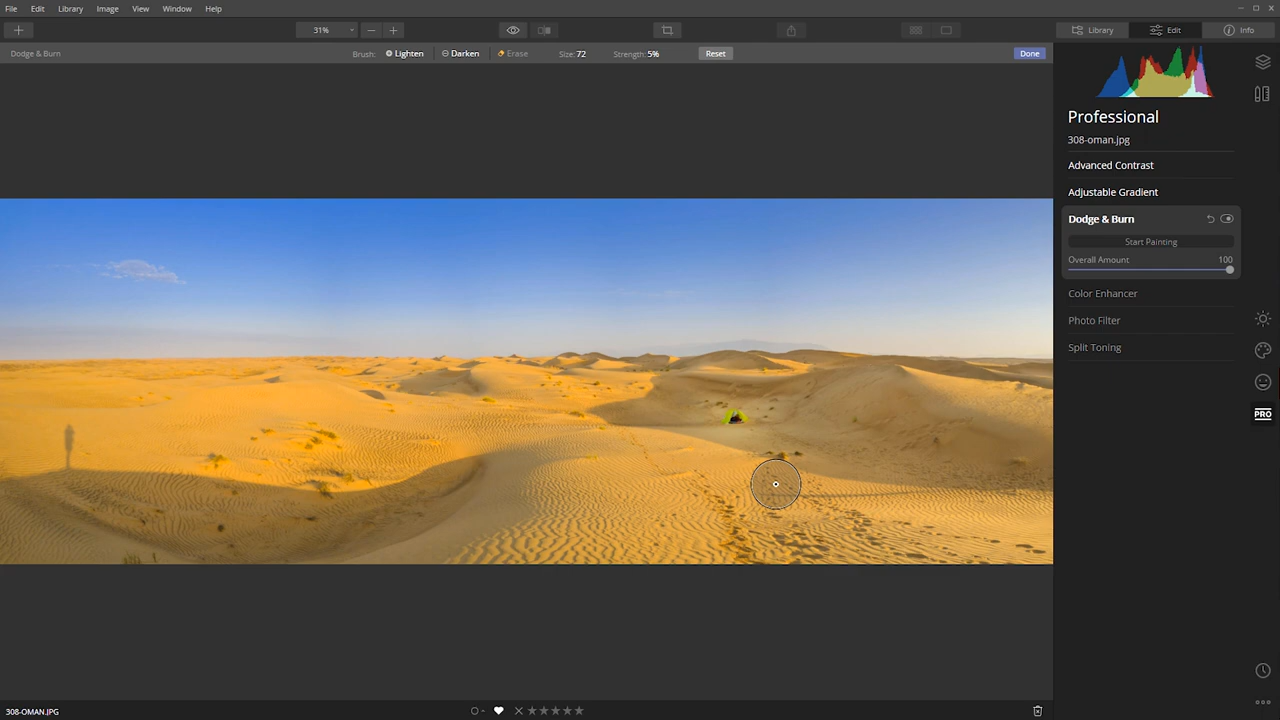 File Edit Library Image View Window Help
31%
Library Edit Info
Dodge & Burn Brush: Lighten Darken Erase Size: 72 Strength: 5% Reset Done
Professional
308-oman.jpg
Advanced Contrast
Adjustable Gradient
Dodge & Burn
Start Painting
Overall Amount 100
Color Enhancer
Photo Filter
Split Toning
PRO
308-OMAN.JPG